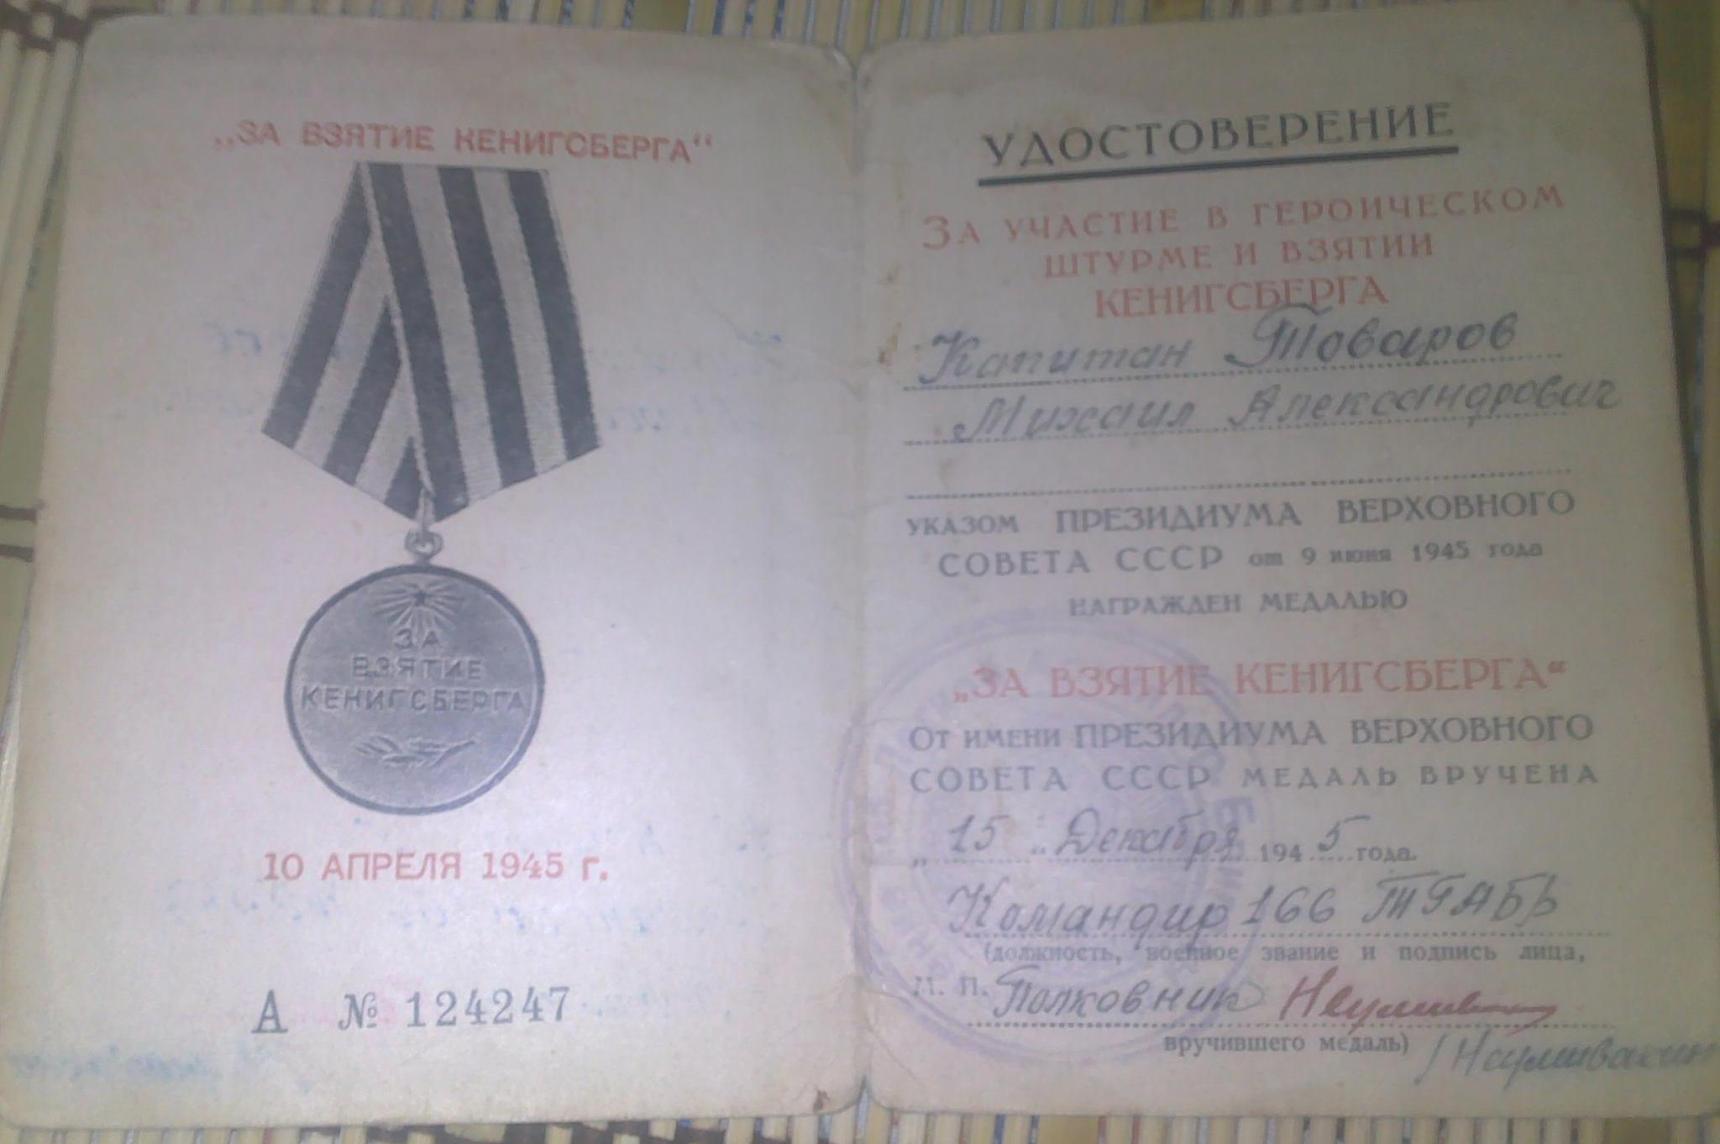 „ЗА ВЗЯТИЕ КЕНИГСБЕРГА“
ЗА
ВЗЯТИЕ
КЕНИГСБЕРГА
10 АПРЕЛЯ 1945 г.
А № 124247
УДОСТОВЕРЕНИЕ
ЗА УЧАСТИЕ В ГЕРОИЧЕСКОМ
ШТУРМЕ И ВЗЯТИИ
КЕНИГСБЕРГА
Капитан Товаров
Михаил Александрович
УКАЗОМ ПРЕЗИДИУМА ВЕРХОВНОГО
СОВЕТА СССР от 9 июня 1945 года
НАГРАЖДЕН МЕДАЛЬЮ
„ЗА ВЗЯТИЕ КЕНИГСБЕРГА“
ОТ ИМЕНИ ПРЕЗИДИУМА ВЕРХОВНОГО
СОВЕТА СССР МЕДАЛЬ ВРУЧЕНА
„15„ Декабря 1945 года.
Командир 166 ТГАБр
(должность, военное звание и подпись лица,
М. П. Полковник
вручившего медаль)